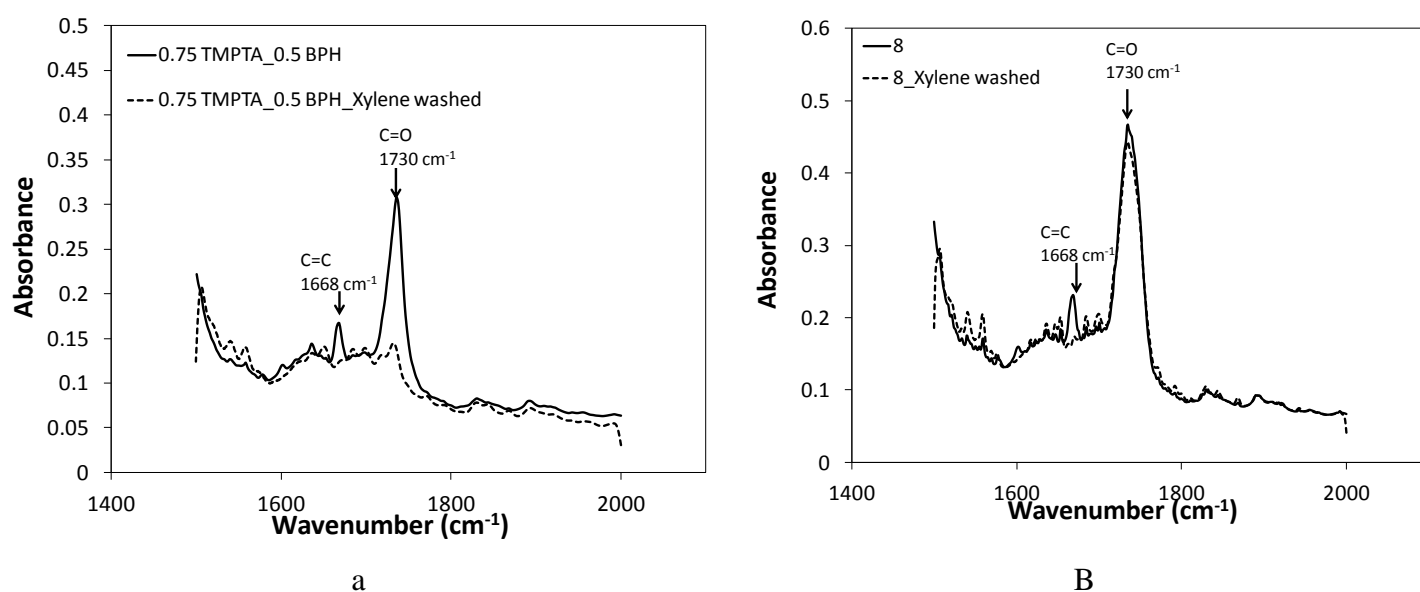 0.5
0.45
0.4
0.35
0.3
0.25
0.2
0.15
0.1
0.05
0
Absorbance
0.75 TMPTA_0.5 BPH
0.75 TMPTA_0.5 BPH_Xylene washed
C=O
1730 cm-1
C=C
1668 cm-1
1400 1600 1800 2000
Wavenumber (cm-1)
a
0.6
0.5
0.4
0.3
0.2
0.1
0
Absorbance
8
8_Xylene washed
C=O
1730 cm-1
C=C
1668 cm-1
1400 1600 1800 2000
Wavenumber (cm-1)
B